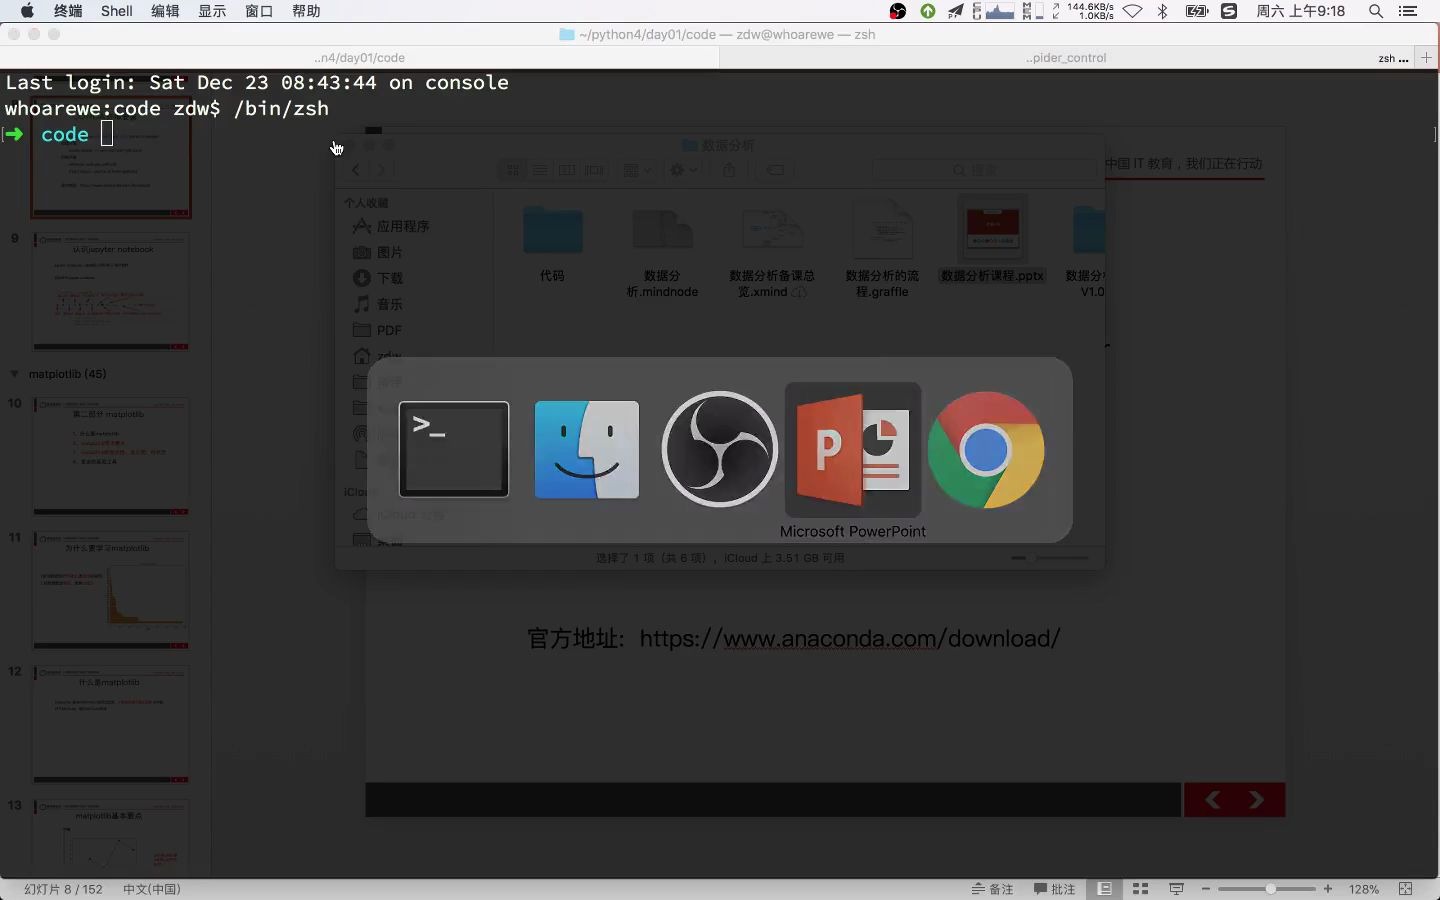 终端 Shell 编辑 显示 窗口 帮助
144.6KB/s
1.0KB/s
周六 上午9:18
~/python4/day01/code — zdw@whoarewe — zsh
..n4/day01/code
..pider_control
zsh ...
Last login: Sat Dec 23 08:43:44 on console
whoarewe:code zdw$ /bin/zsh
➜ code
数据分析
搜索
中国 IT 教育，我们正在行动
个人收藏
应用程序
图片
下载
音乐
PDF
zdw
代码
数据分
析.mindnode
数据分析备课总
览.xmind
数据分析的流
程.graffle
数据分析课程.pptx
V1.0
Microsoft PowerPoint
选择了 1 项（共 6 项），iCloud 上 3.51 GB 可用
官方地址: https://www.anaconda.com/download/
9
认识jupyter notebook
matplotlib (45)
10
第二部分 matplotlib
11
为什么要学习matplotlib
12
什么是matplotlib
13
matplotlib基本要点
幻灯片 8 / 152 中文(中国)
备注 批注 128%